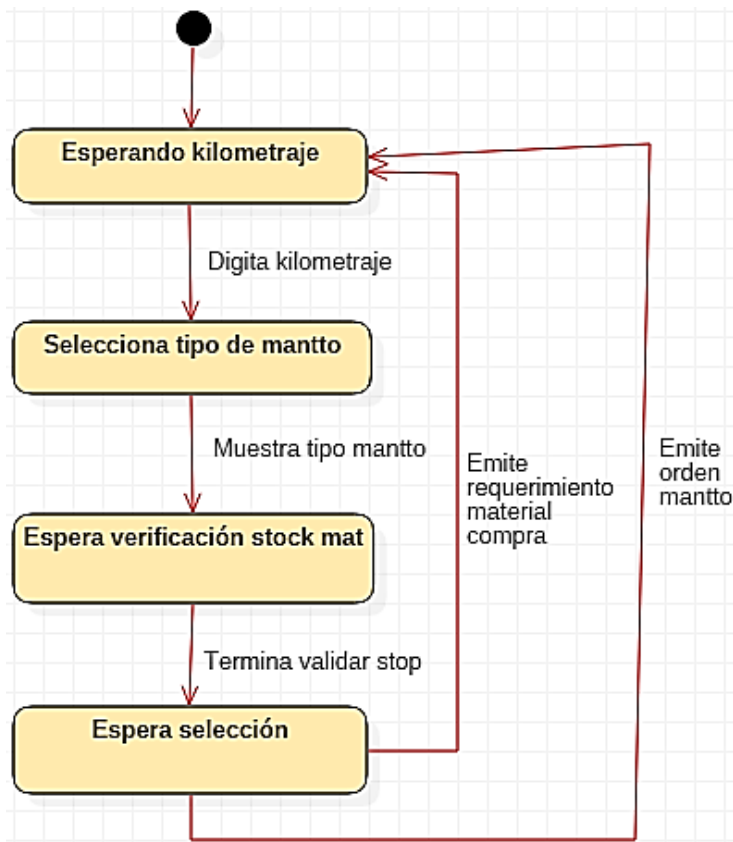 Esperando kilometraje
Digita kilometraje
Selecciona tipo de mantto
Muestra tipo mantto
Emite
requerimiento
material
compra
Emite
orden
mantto
Espera verificación stock mat
Termina validar stop
Espera selección